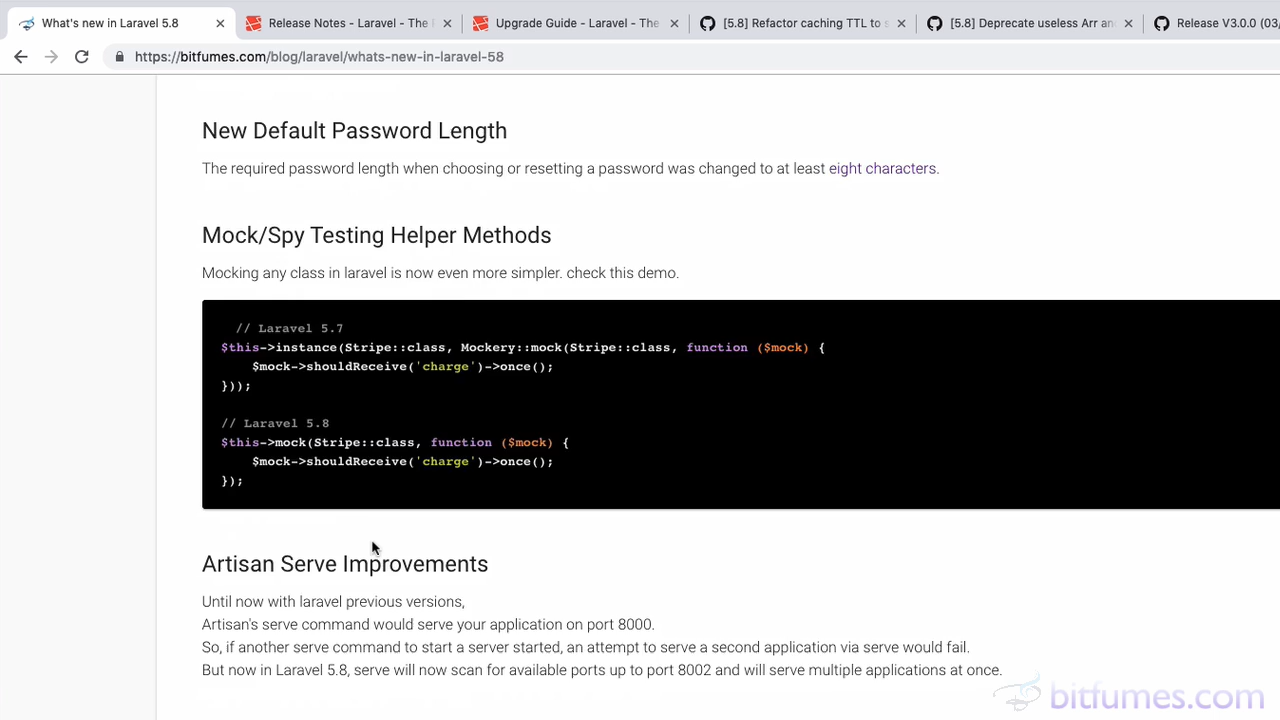 What's new in Laravel 5.8
Release Notes - Laravel - The
Upgrade Guide - Laravel - The
[5.8] Refactor caching TTL to
[5.8] Deprecate useless Arr an
Release V3.0.0 (03/
https://bitfumes.com/blog/laravel/whats-new-in-laravel-58
New Default Password Length
The required password length when choosing or resetting a password was changed to at least eight characters.
Mock/Spy Testing Helper Methods
Mocking any class in laravel is now even more simpler. check this demo.
// Laravel 5.7
$this->instance(Stripe::class, Mockery::mock(Stripe::class, function ($mock) {
$mock->shouldReceive('charge')->once();
}));
// Laravel 5.8
$this->mock(Stripe::class, function ($mock) {
$mock->shouldReceive('charge')->once();
});
Artisan Serve Improvements
Until now with laravel previous versions,
Artisan's serve command would serve your application on port 8000.
So, if another serve command to start a server started, an attempt to serve a second application via serve would fail.
But now in Laravel 5.8, serve will now scan for available ports up to port 8002 and will serve multiple applications at once.
bitfumes.com